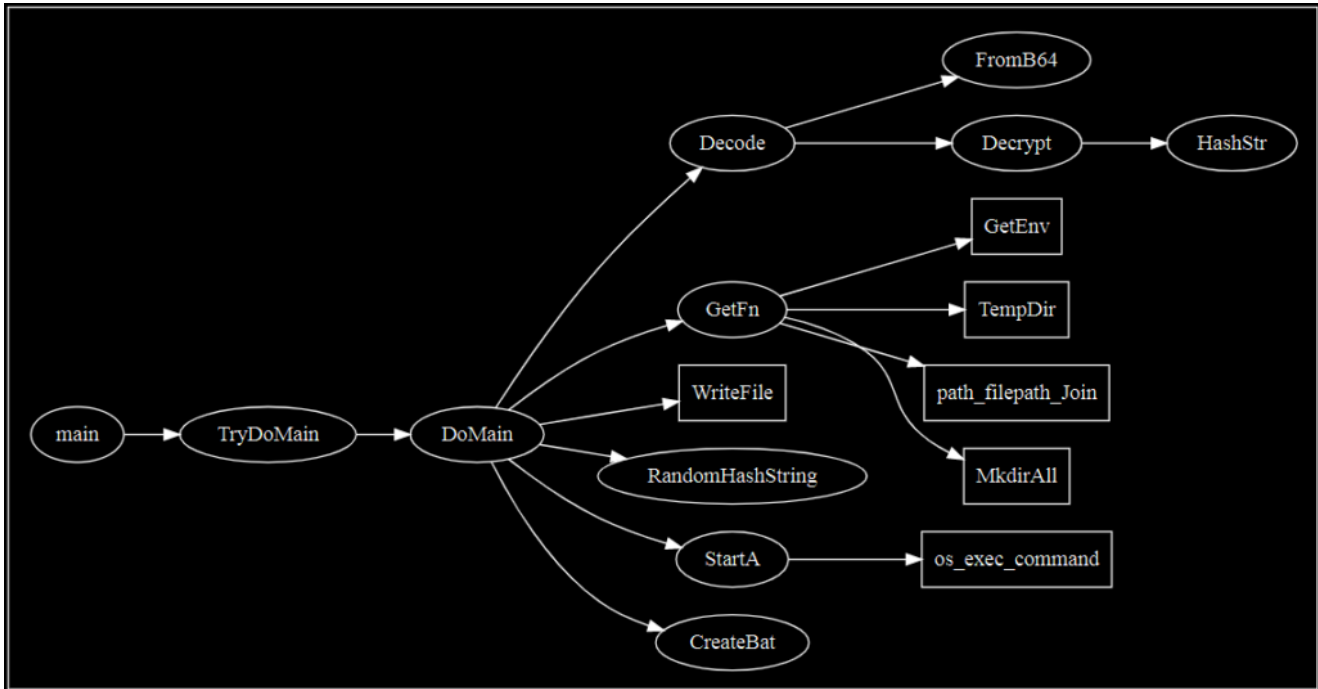 FromB64
Decode
Decrypt
HashStr
GetEnv
GetFn
TempDir
WriteFile
path_filepath_Join
main
TryDoMain
DoMain
RandomHashString
MkdirAll
StartA
os_exec_command
CreateBat